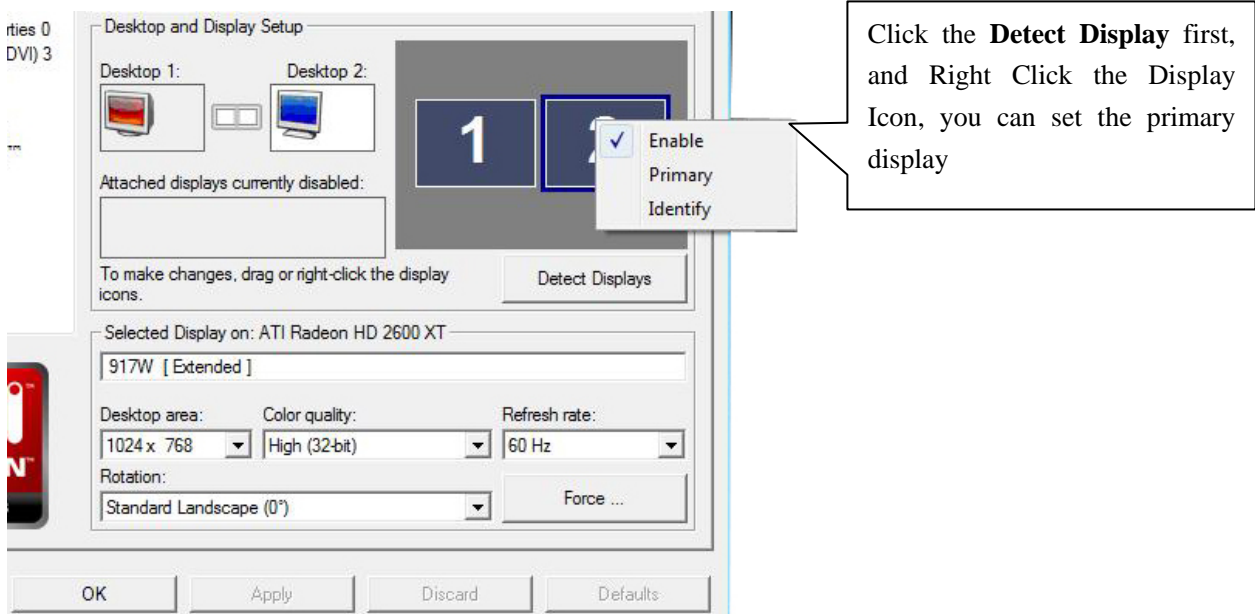 rties 0
DVI) 3
Desktop and Display Setup
Desktop 1:
Desktop 2:
1
2
Enable
Primary
Identify
Attached displays currently disabled:
To make changes, drag or right-click the display
icons.
Detect Displays
Selected Display on: ATI Radeon HD 2600 XT
917W [ Extended ]
Desktop area:
Color quality:
Refresh rate:
1024 x 768
High (32-bit)
60 Hz
Rotation:
Standard Landscape (0°)
Force ...
N™
OK
Apply
Discard
Defaults
Click the Detect Display first,
and Right Click the Display
Icon, you can set the primary
display